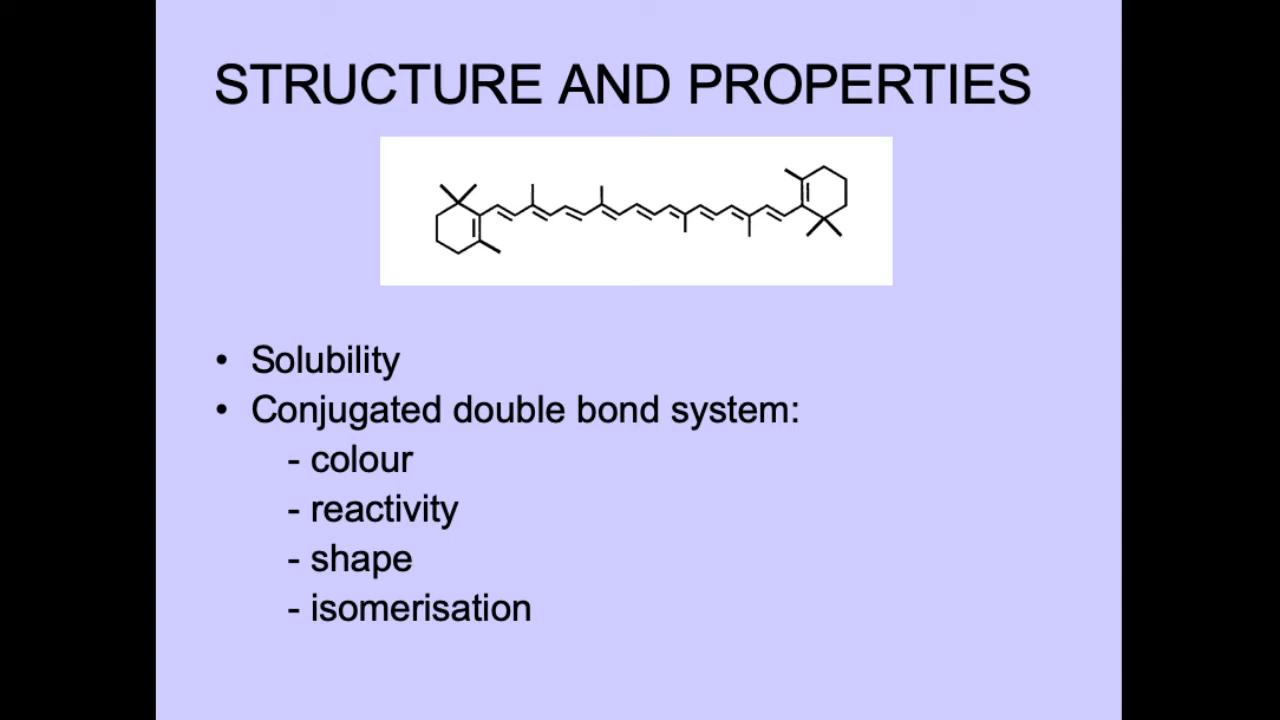 STRUCTURE AND PROPERTIES
• Solubility
• Conjugated double bond system:
- colour
- reactivity
- shape
- isomerisation